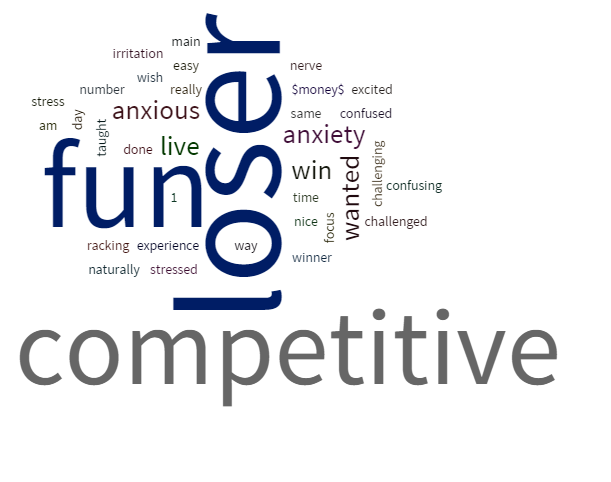 main
irritation
easy
nerve
wish
number
really
$money$
excited
stress
anxious
same
confused
am
day
taught
anxiety
done
live
loser
fun
win
wanted
challenging
confusing
1
time
nice
focus
challenged
racking
experience
way
winner
naturally
stressed
competitive